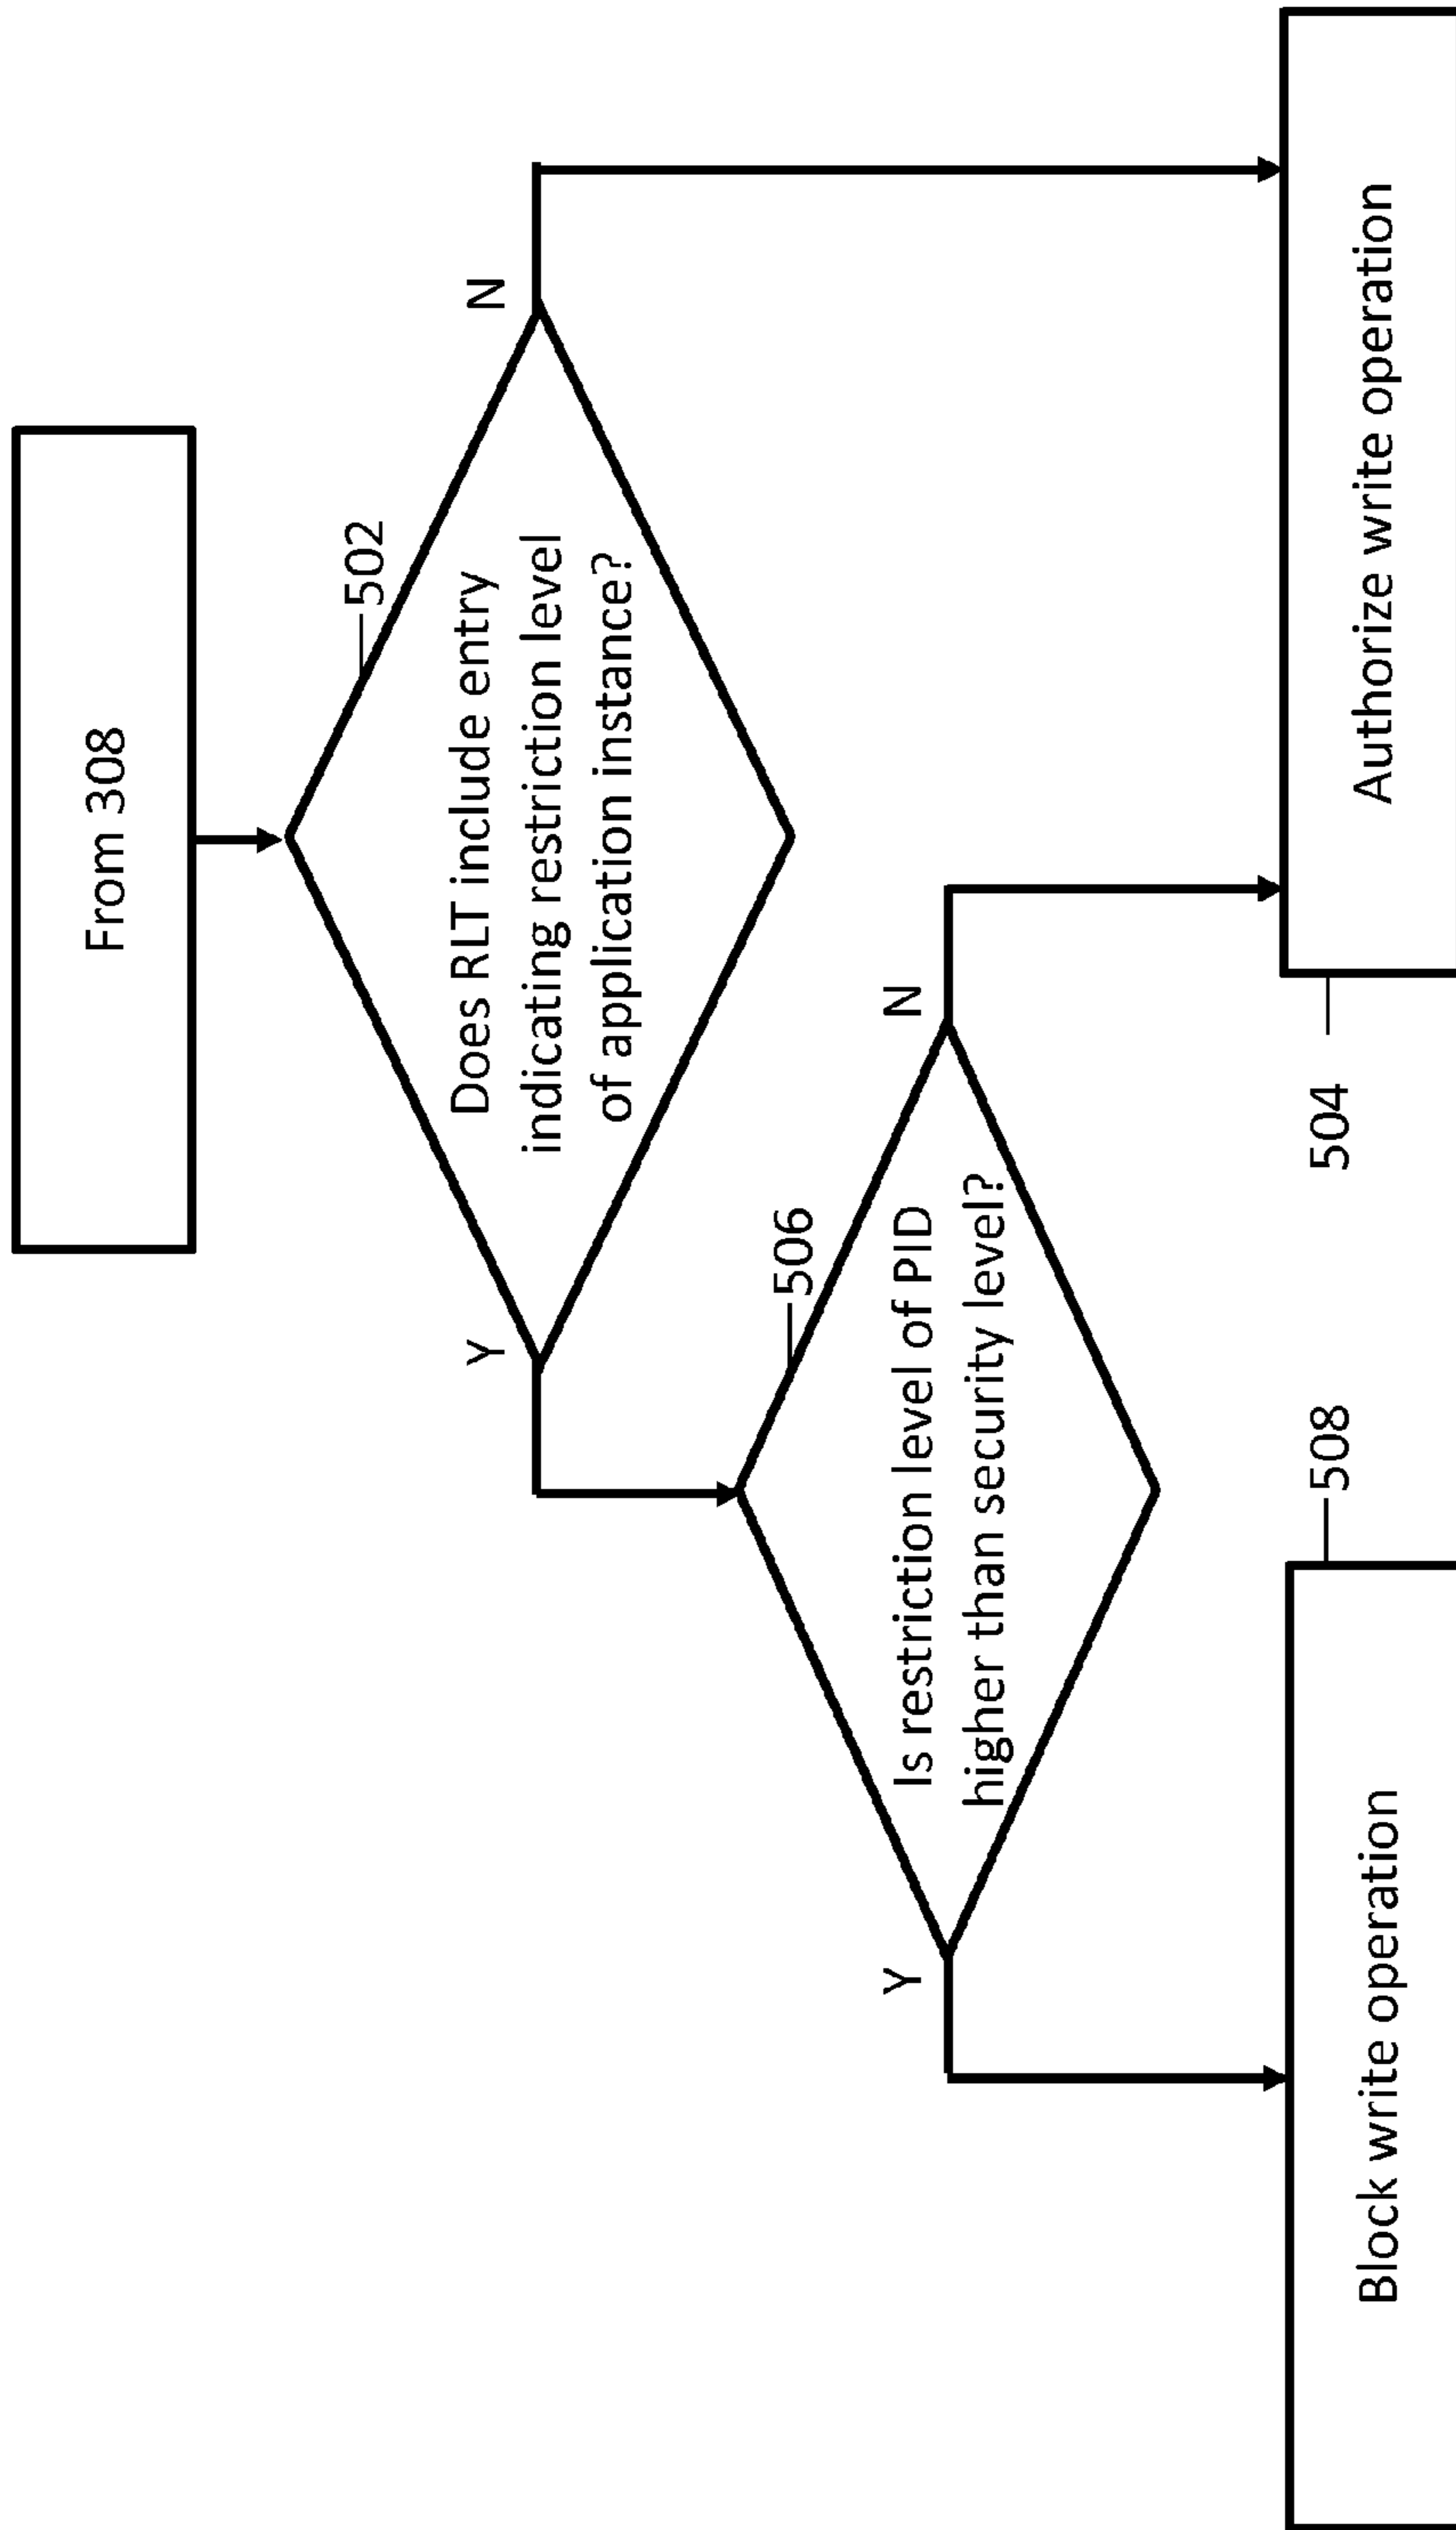 From 308
502
Does RLT include entry
indicating restriction level
of application instance?
Y
N
506
Is restriction level of PID
higher than security level?
Y
N
508
Block write operation
504
Authorize write operation